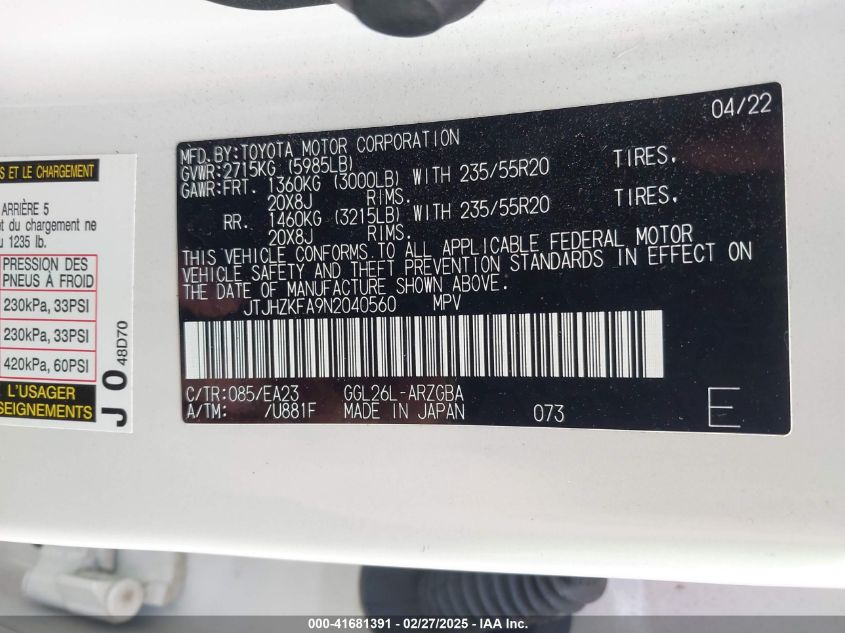 S ET LE CHARGEMENT
ARRIÈRE 5
t du chargement ne
u 1235 lb.
PRESSION DES
PNEUS À FROID
230kPa, 33PSI
230kPa, 33PSI
420kPa, 60PSI
L'USAGER
SEIGNEMENTS
J 0 48D70
04/22
MFD.BY:TOYOTA MOTOR CORPORATION
GVWR:2715KG (5985LB)
GAWR:FRT. 1360KG (3000LB) WITH 235/55R20 TIRES,
20X8J RIMS.
RR. 1460KG (3215LB) WITH 235/55R20 TIRES,
20X8J RIMS.
THIS VEHICLE CONFORMS TO ALL APPLICABLE FEDERAL MOTOR
VEHICLE SAFETY AND THEFT PREVENTION STANDARDS IN EFFECT ON
THE DATE OF MANUFACTURE SHOWN ABOVE.
JTJHZKFA9N2040560 MPV
C/TR:085/EA23 GGL26L-ARZGBA
A/TM: /U881F MADE IN JAPAN 073 E
000-41681391 / 02/27/2025 - IAA Inc.